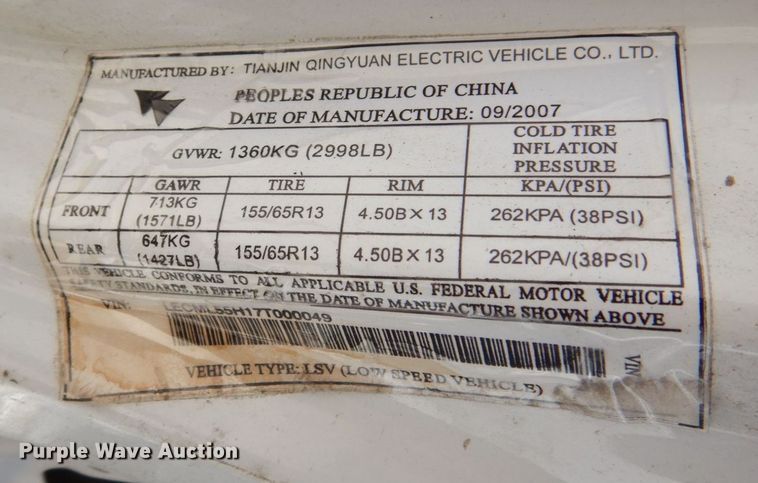 MANUFACTURED BY: TIANJIN QINGYUAN ELECTRIC VEHICLE CO., LTD.
PEOPLES REPUBLIC OF CHINA
DATE OF MANUFACTURE: 09/2007
GVWR: 1360KG (2998LB)
COLD TIRE
INFLATION
PRESSURE
GAWR TIRE RIM KPA/(PSI)
FRONT 713KG (1571LB) 155/65R13 4.50B×13 262KPA (38PSI)
REAR 647KG (1427LB) 155/65R13 4.50B×13 262KPA/(38PSI)
THIS VEHICLE CONFORMS TO ALL APPLICABLE U.S. FEDERAL MOTOR VEHICLE
SAFETY STANDARDS, IN EFFECT ON THE DATE OF MANUFACTURE SHOWN ABOVE
VIN: H17T000049
VIN
VEHICLE TYPE: LSV (LOW SPEED VEHICLE)
Purple Wave Auction